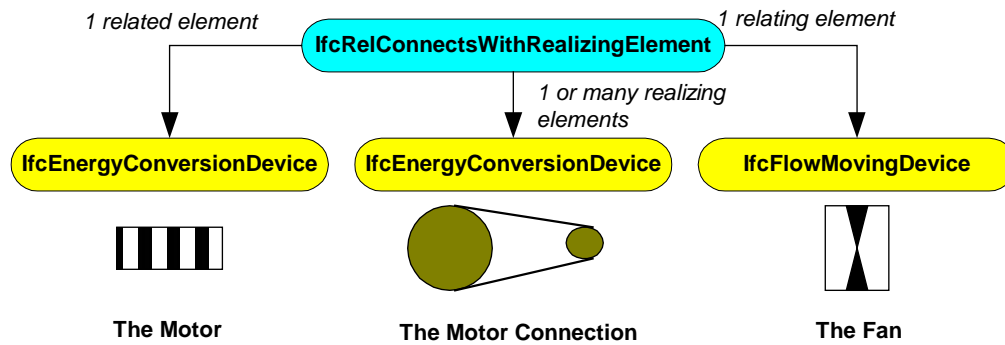 1 related element
1 relating element
IfcRelConnectsWithRealizingElement
1 or many realizing
elements
IfcEnergyConversionDevice
IfcEnergyConversionDevice
IfcFlowMovingDevice
The Motor
The Motor Connection
The Fan